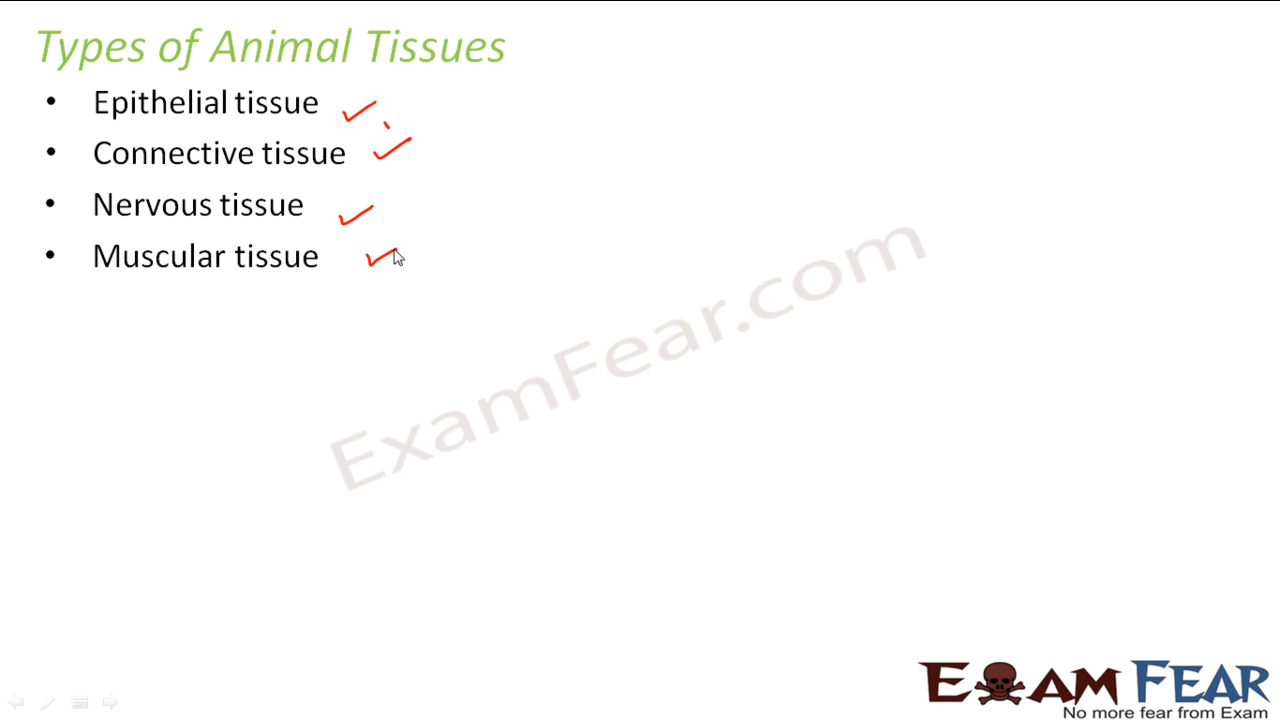 Types of Animal Tissues
• Epithelial tissue
• Connective tissue
• Nervous tissue
• Muscular tissue
ExamFear.com
EXAM FEAR
No more fear from Exam